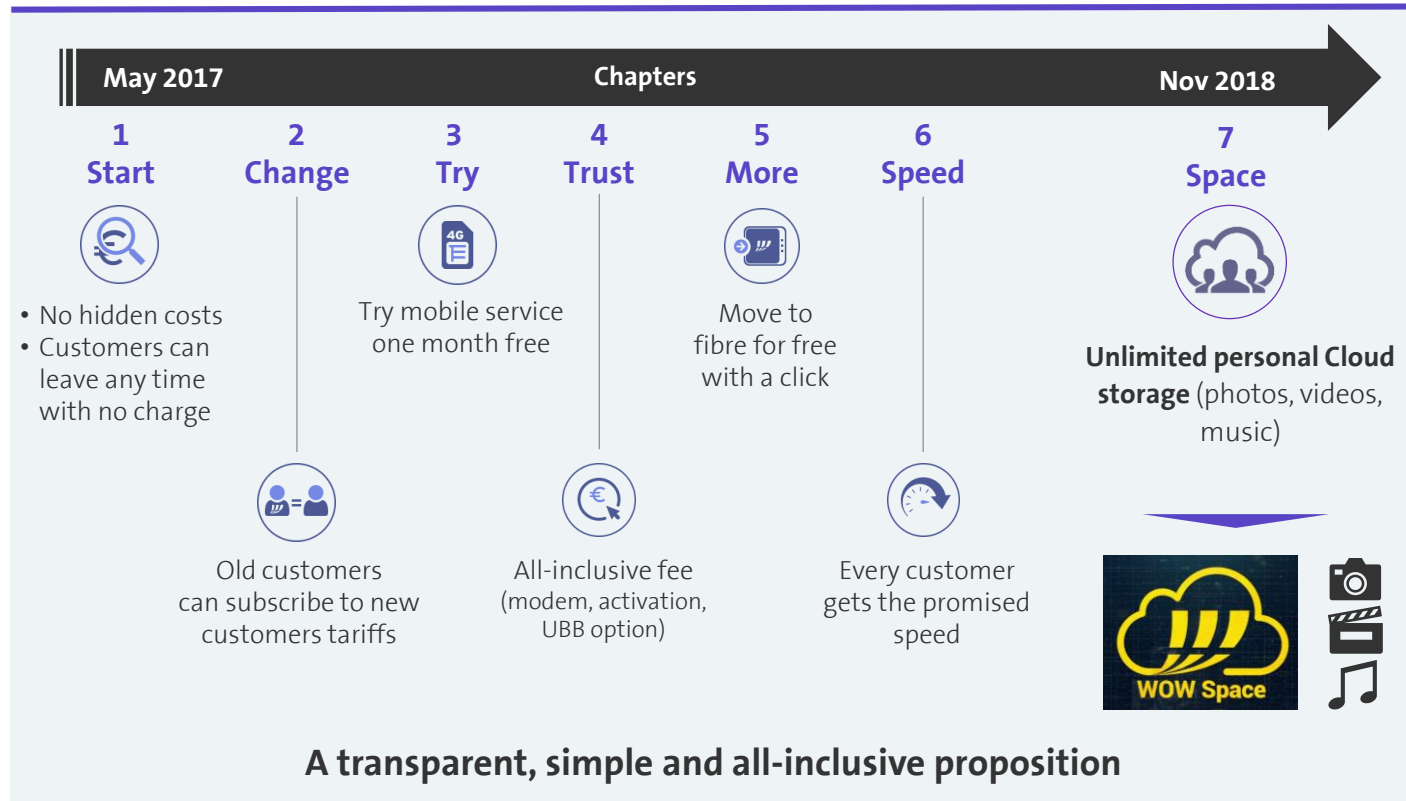 May 2017
Chapters
Nov 2018
1
Start
2
Change
3
Try
4
Trust
5
More
6
Speed
7
Space
4G
• No hidden costs
• Customers can
leave any time
with no charge
Try mobile service
one month free
Move to
fibre for free
with a click
Unlimited personal Cloud
storage (photos, videos,
music)
=
€
Old customers
can subscribe to new
customers tariffs
All-inclusive fee
(modem, activation,
UBB option)
Every customer
gets the promised
speed
WOW Space
A transparent, simple and all-inclusive proposition